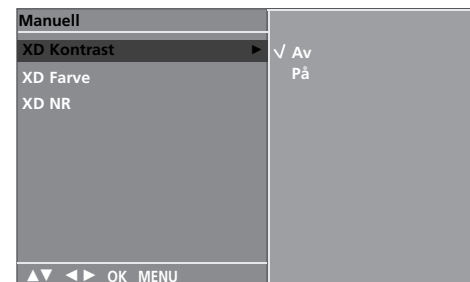 Manuell
XD Kontrast ►
XD Farve
XD NR
√ Av
På
▲▼ ◄► OK MENU